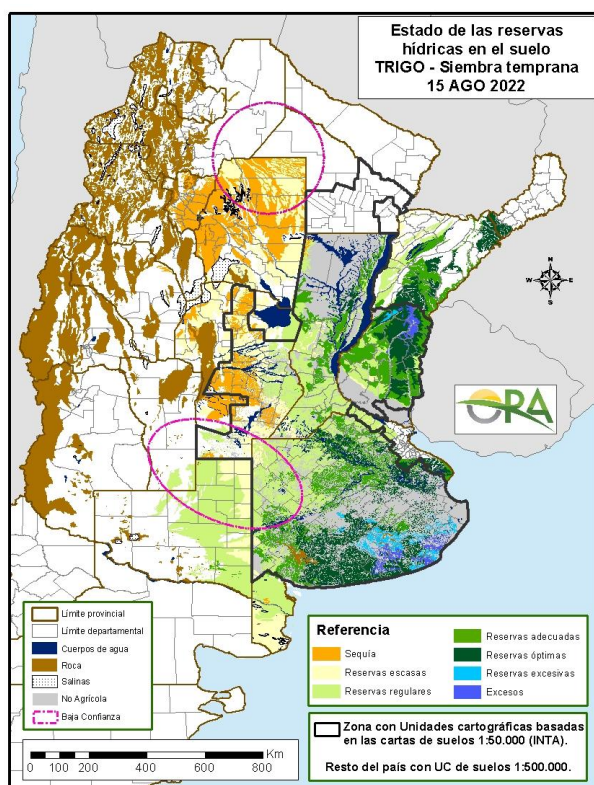 Estado de las reservas
hídricas en el suelo
TRIGO - Siembra temprana
15 AGO 2022
N
W
E
S
ORA
Límite provincial
Límite departamental
Cuerpos de agua
Roca
Salinas
No Agrícola
Baja Confianza
Referencia
Sequía
Reservas escasas
Reservas regulares
Reservas adecuadas
Reservas óptimas
Reservas excesivas
Excesos
Km
0 100 200 400 600 800
Zona con Unidades cartográficas basadas
en las cartas de suelos 1:50.000 (INTA).
Resto del país con UC de suelos 1:500.000.